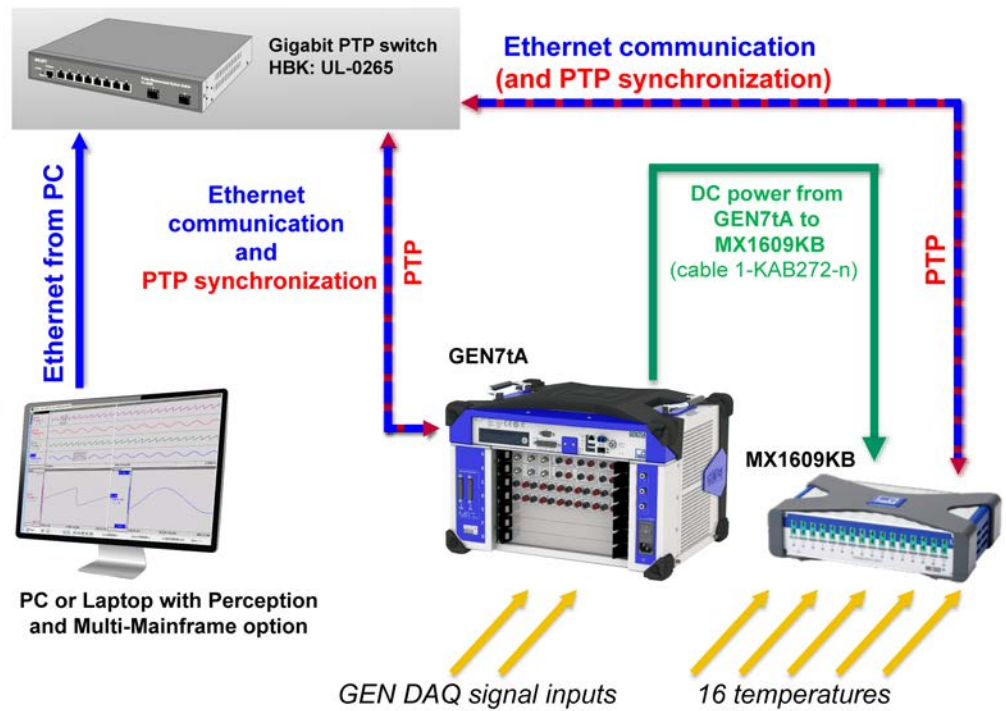 Gigabit PTP switch
HBK: UL-0265
Ethernet communication
(and PTP synchronization)
Ethernet from PC
Ethernet
communication
and
PTP synchronization
PTP
DC power from
GEN7tA to
MX1609KB
(cable 1-KAB272-n)
PTP
GEN7tA
MX1609KB
PC or Laptop with Perception
and Multi-Mainframe option
GEN DAQ signal inputs
16 temperatures